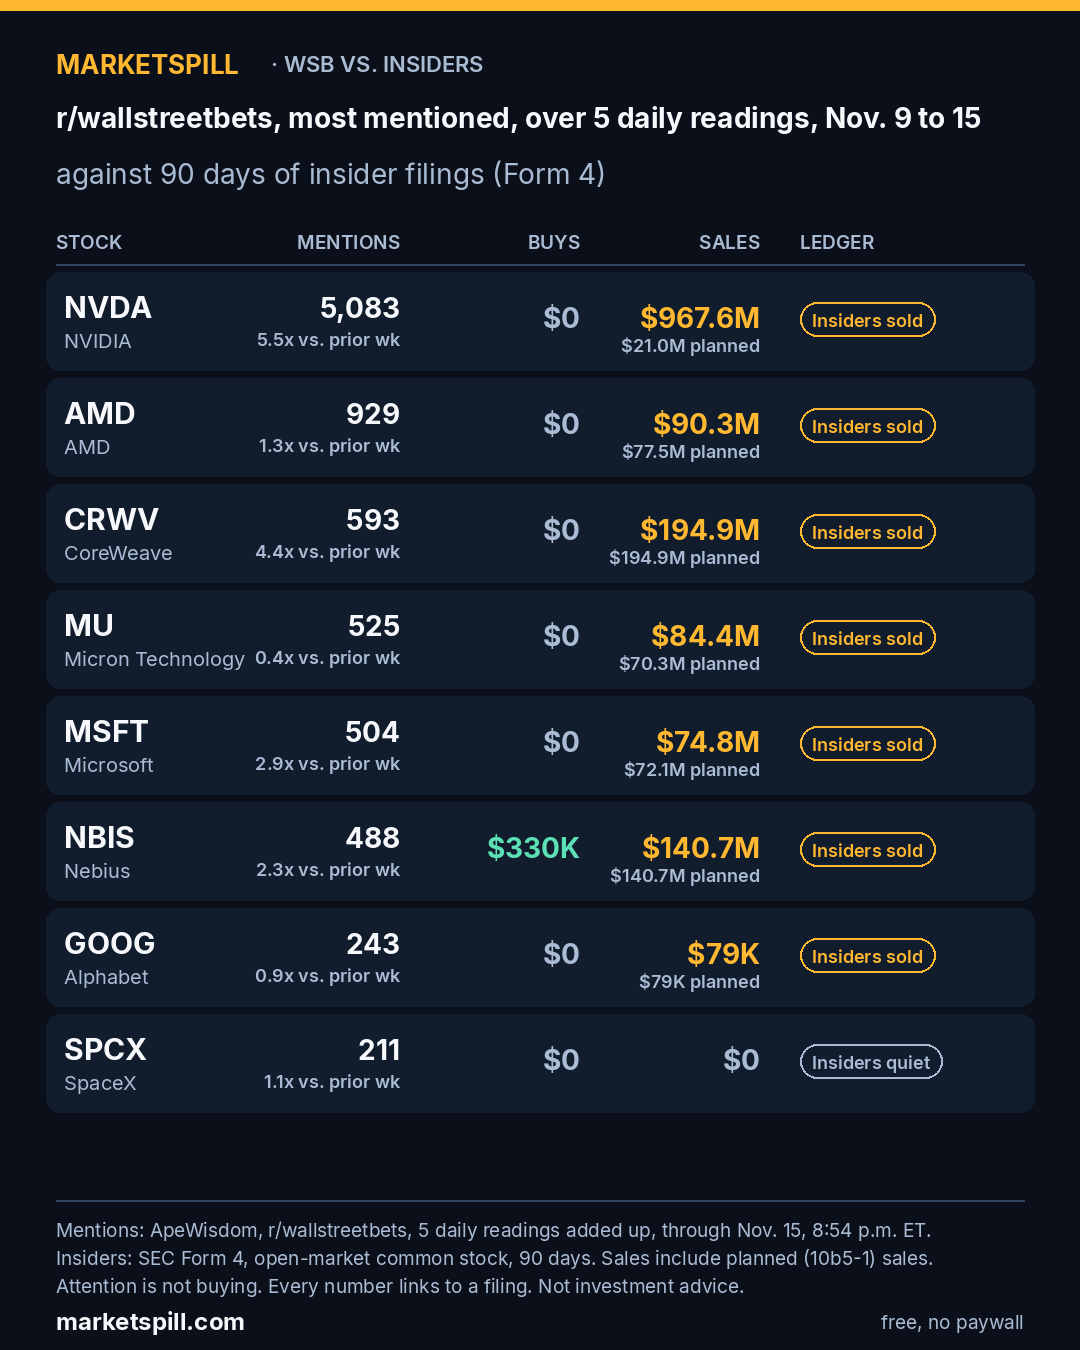 MARKETSPILL · WSB VS. INSIDERS
r/wallstreetbets, most mentioned, over 5 daily readings, Nov. 9 to 15
against 90 days of insider filings (Form 4)
STOCK MENTIONS BUYS SALES LEDGER
NVDA 5,083 $0 $967.6M Insiders sold
NVIDIA 5.5x vs. prior wk $21.0M planned
AMD 929 $0 $90.3M Insiders sold
AMD 1.3x vs. prior wk $77.5M planned
CRWV 593 $0 $194.9M Insiders sold
CoreWeave 4.4x vs. prior wk $194.9M planned
MU 525 $0 $84.4M Insiders sold
Micron Technology 0.4x vs. prior wk $70.3M planned
MSFT 504 $0 $74.8M Insiders sold
Microsoft 2.9x vs. prior wk $72.1M planned
NBIS 488 $330K $140.7M Insiders sold
Nebius 2.3x vs. prior wk $140.7M planned
GOOG 243 $0 $79K Insiders sold
Alphabet 0.9x vs. prior wk $79K planned
SPCX 211 $0 $0 Insiders quiet
SpaceX 1.1x vs. prior wk
Mentions: ApeWisdom, r/wallstreetbets, 5 daily readings added up, through Nov. 15, 8:54 p.m. ET.
Insiders: SEC Form 4, open-market common stock, 90 days. Sales include planned (10b5-1) sales.
Attention is not buying. Every number links to a filing. Not investment advice.
marketspill.com free, no paywall